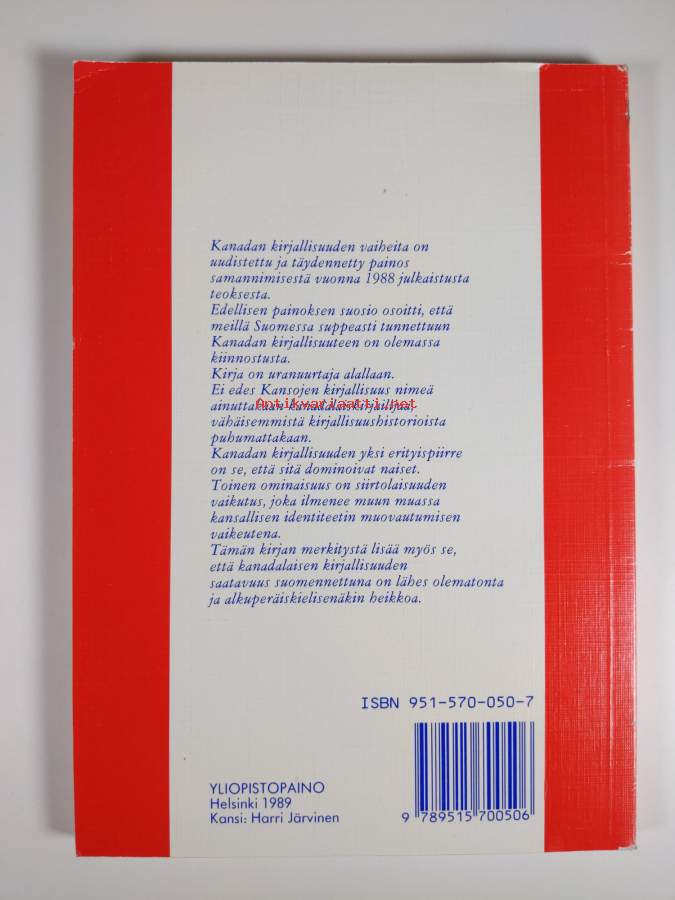 Kanadan kirjallisuuden vaiheita on
uudistettu ja täydennetty painos
samannimisestä vuonna 1988 julkaistusta
teoksesta.
Edellisen painoksen suosio osoitti, että
meillä Suomessa suppeasti tunnettuun
Kanadan kirjallisuuteen on olemassa
kiinnostusta.
Kirja on uranuurtaja alallaan.
Ei edes Kansojen kirjallisuus nimeä
Antikvariaatti.net
ainuttakaan kanadalaiskirjailijaa,
vähäisemmistä kirjallisuushistorioista
puhumattakaan.
Kanadan kirjallisuuden yksi erityispiirre
on se, että sitä dominoivat naiset.
Toinen ominaisuus on siirtolaisuuden
vaikutus, joka ilmenee muun muassa
kansallisen identiteetin muovautumisen
vaikeutena.
Tämän kirjan merkitystä lisää myös se,
että kanadalaisen kirjallisuuden
saatavuus suomennettuna on lähes olematonta
ja alkuperäiskielisenäkin heikkoa.
ISBN 951-570-050-7
YLIOPISTOPAINO
Helsinki 1989
Kansi: Harri Järvinen
9 789515 700506